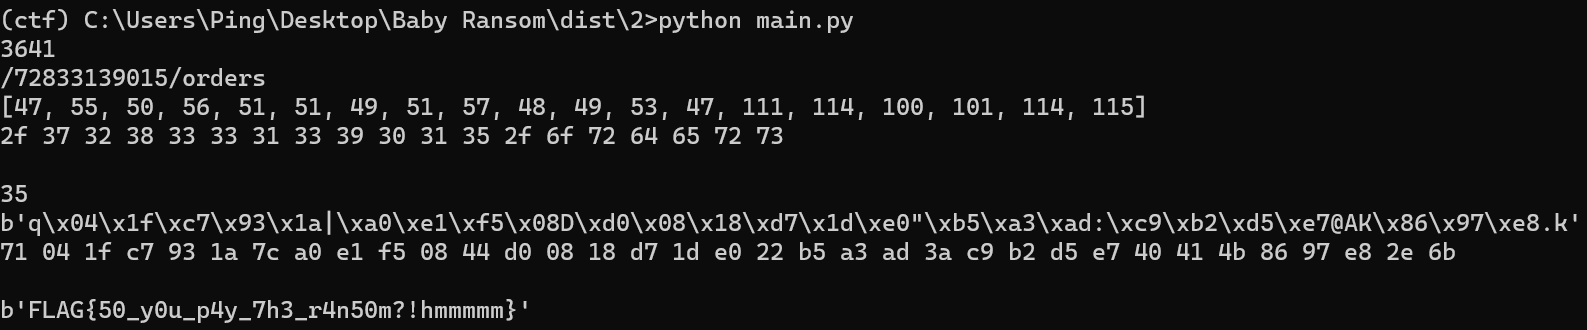 (ctf) C:\Users\Ping\Desktop\Baby Ransom\dist\2>python main.py
3641
/72833139015/orders
[47, 55, 50, 56, 51, 51, 49, 51, 57, 48, 49, 53, 47, 111, 114, 100, 101, 114, 115]
2f 37 32 38 33 33 31 33 39 30 31 35 2f 6f 72 64 65 72 73
35
b'q\x04\x1f\xc7\x93\x1a|\xa0\xe1\xf5\x08D\xd0\x08\x18\xd7\x1d\xe0"\xb5\xa3\xad:\xc9\xb2\xd5\xe7@AK\x86\x97\xe8.k'
71 04 1f c7 93 1a 7c a0 e1 f5 08 44 d0 08 18 d7 1d e0 22 b5 a3 ad 3a c9 b2 d5 e7 40 41 4b 86 97 e8 2e 6b
b'FLAG{50_y0u_p4y_7h3_r4n50m?!hmmmmm}'